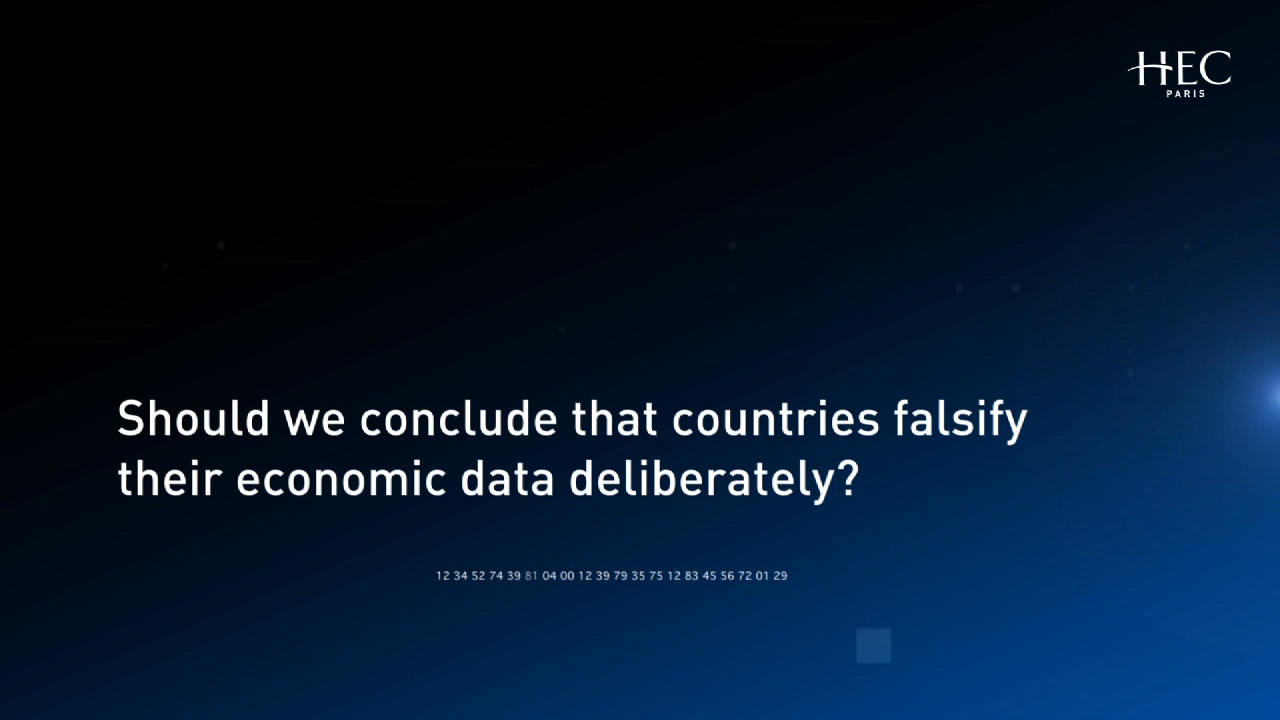 HEC
PARIS
Should we conclude that countries falsify
their economic data deliberately?
12 34 52 74 39 81 04 00 12 39 79 35 75 12 83 45 56 72 01 29